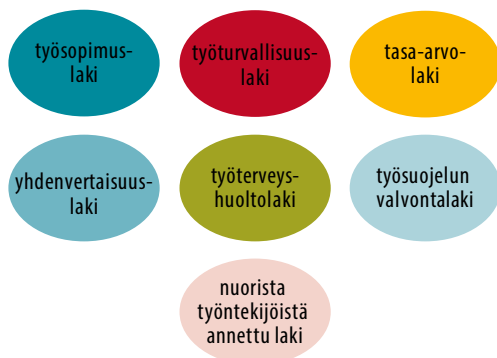 työsopimus-
laki
työturvallisuus-
laki
tasa-arvo-
laki
yhdenvertaisuus-
laki
työterveys-
huoltolaki
työsuojelun
valvontalaki
nuorista
työntekijöistä
annettu laki